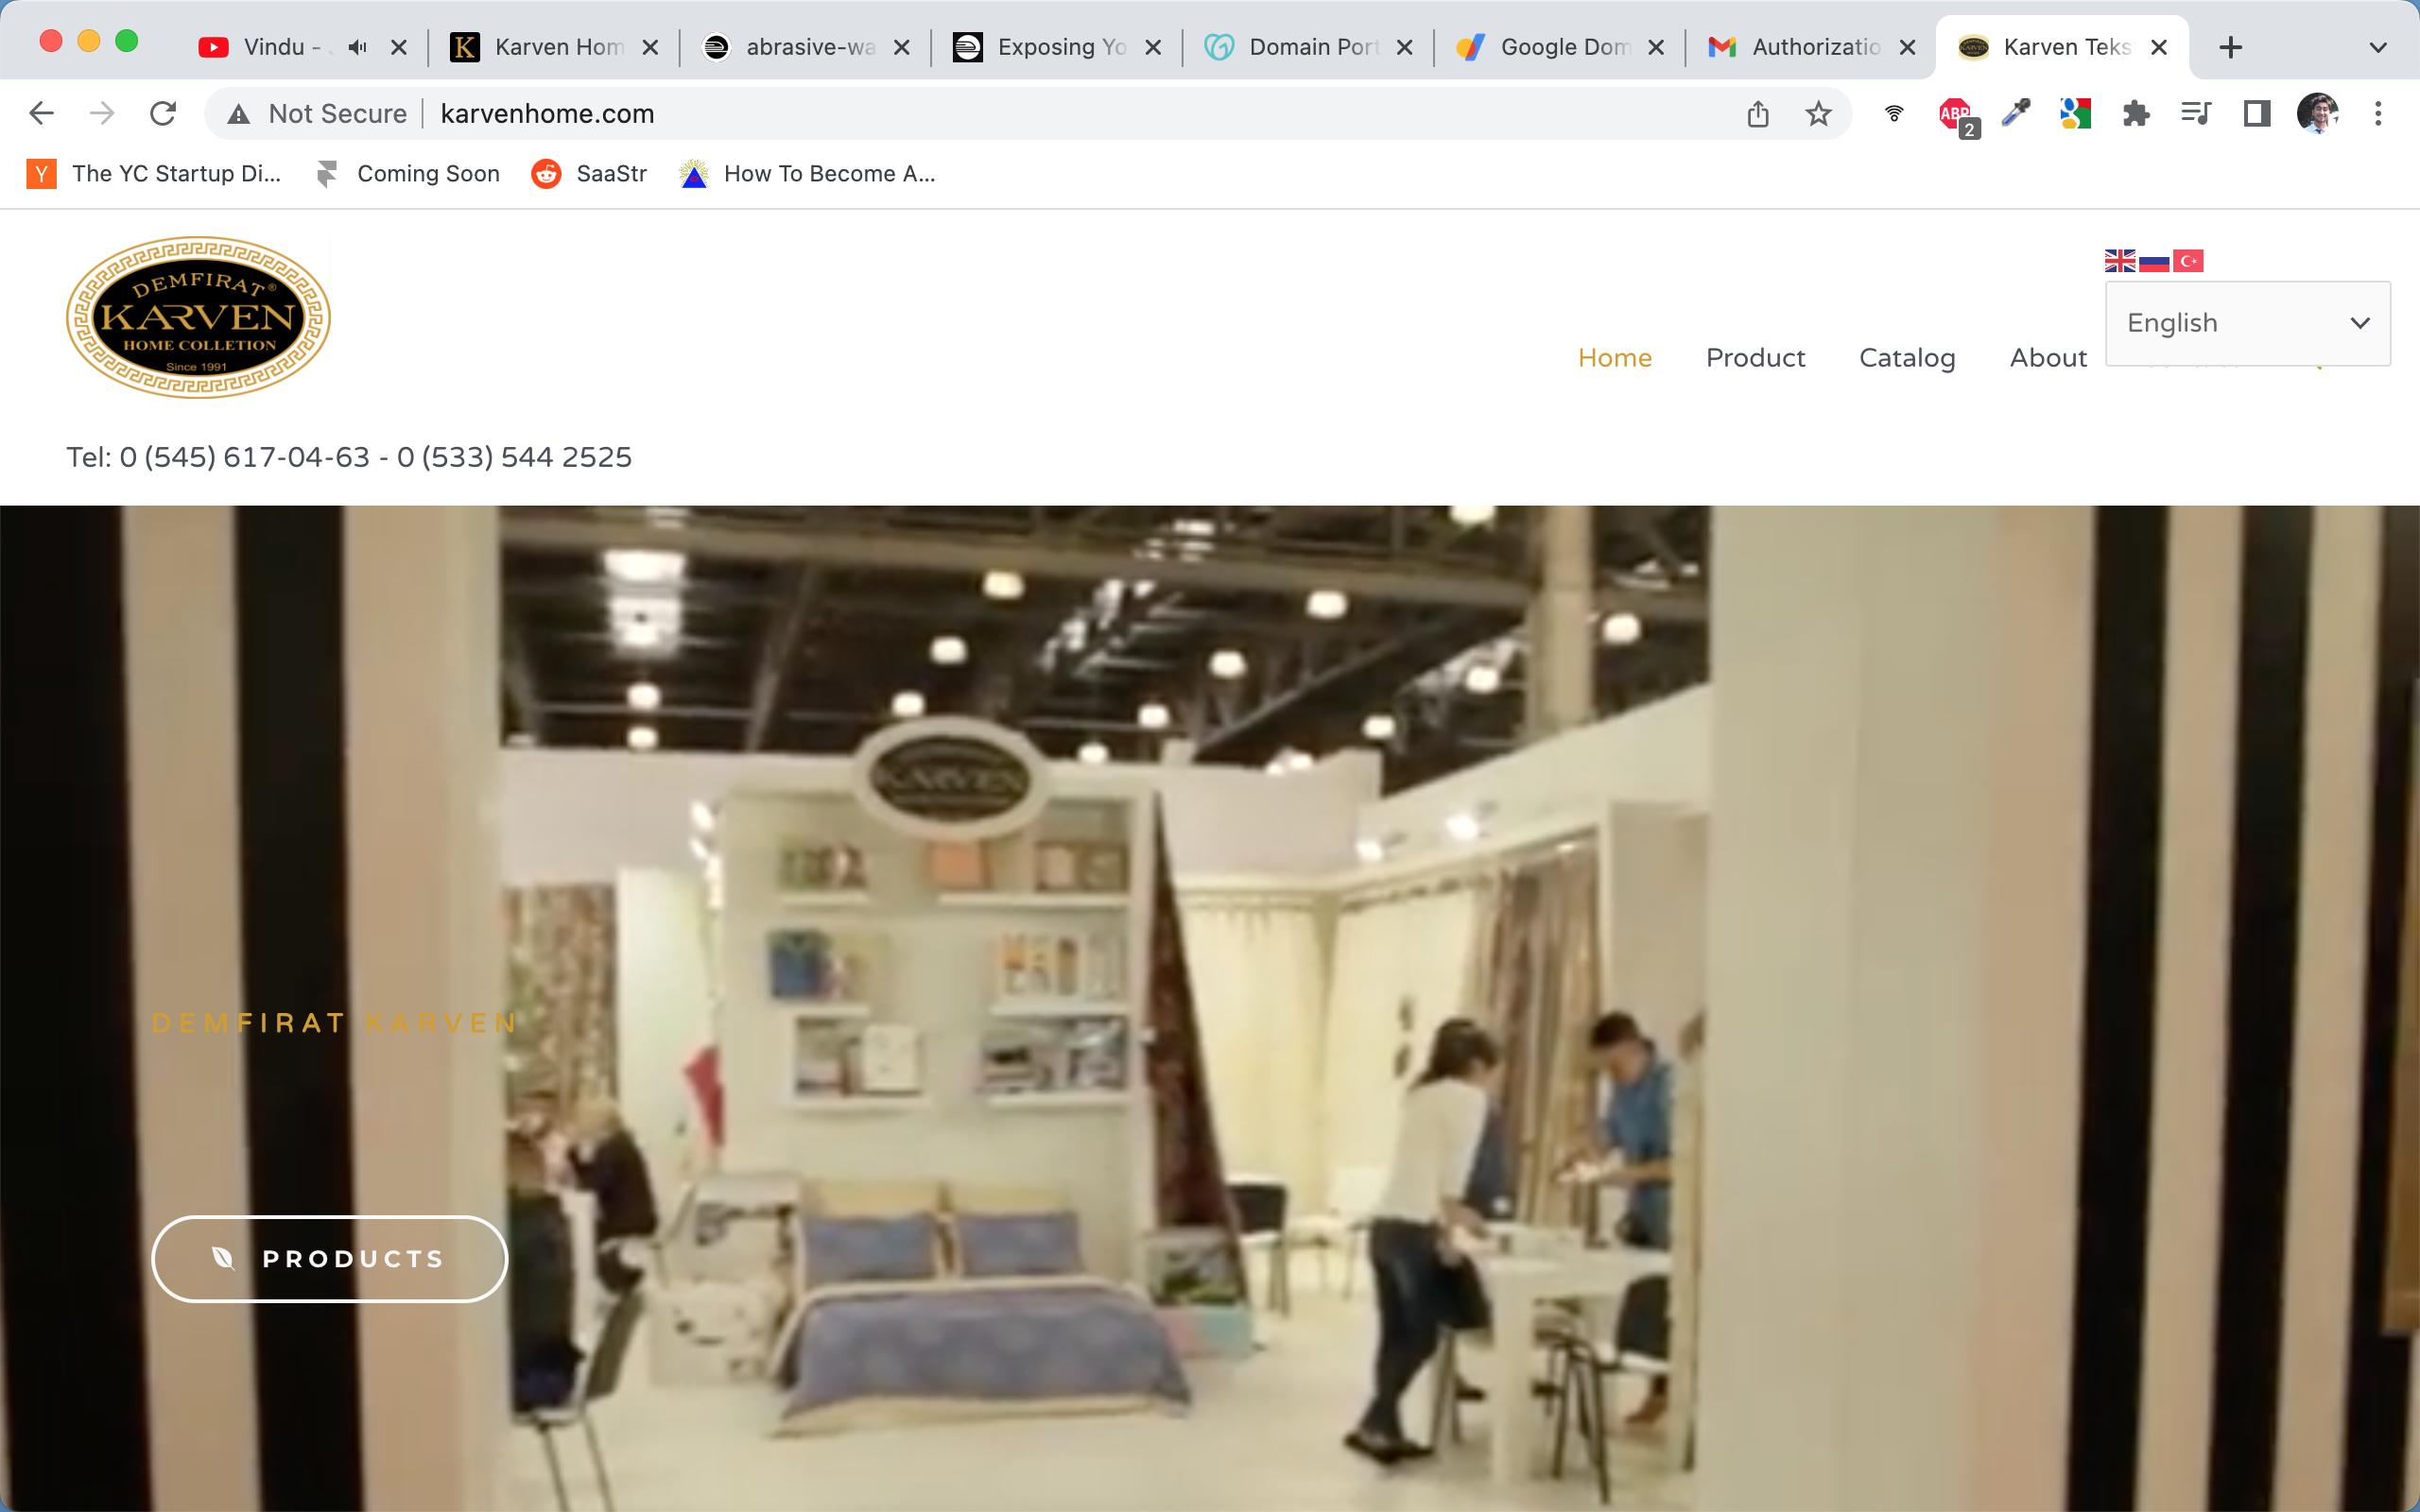 Vindu -
Karven Hom
abrasive-wa
Exposing Yo
Domain Port
Google Dom
Authorizatio
Karven Teks
Not Secure
karvenhome.com
ABP
2
The YC Startup Di...
Coming Soon
SaaStr
How To Become A...
DEMFIRAT®
KARVEN
HOME COLLETION
Since 1991
English
Home
Product
Catalog
About
Tel: 0 (545) 617-04-63 - 0 (533) 544 2525
KARVEN
DEMFIRAT KARVEN
PRODUCTS